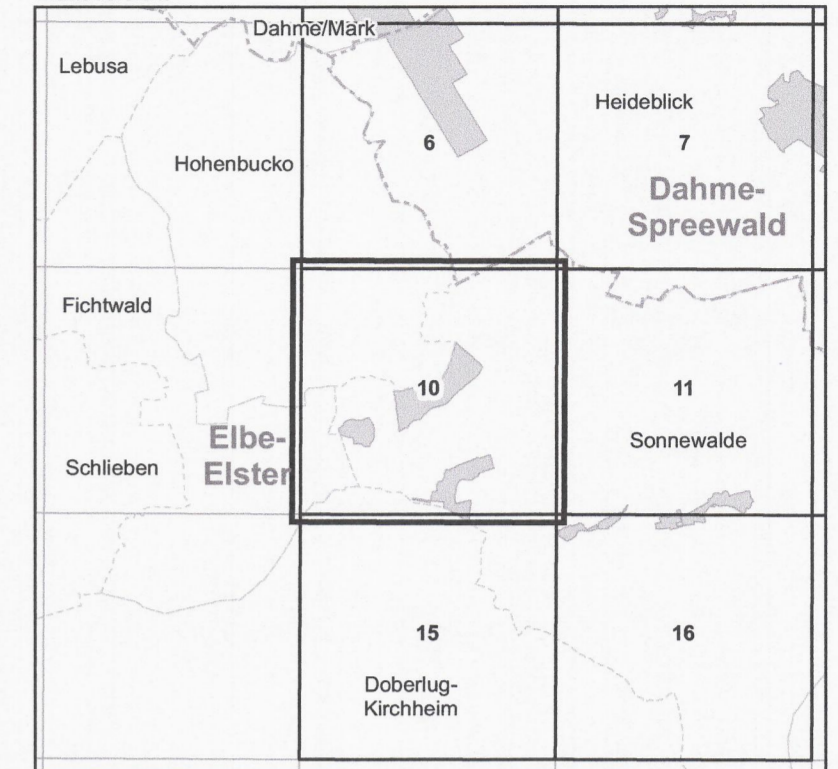 Dahme/Mark
Lebusa
Heideblick
6
7
Hohenbucko
Dahme-
Spreewald
Fichtwald
10
11
Elbe-
Elster
Sonnewalde
Schlieben
15
16
Doberlug-
Kirchheim